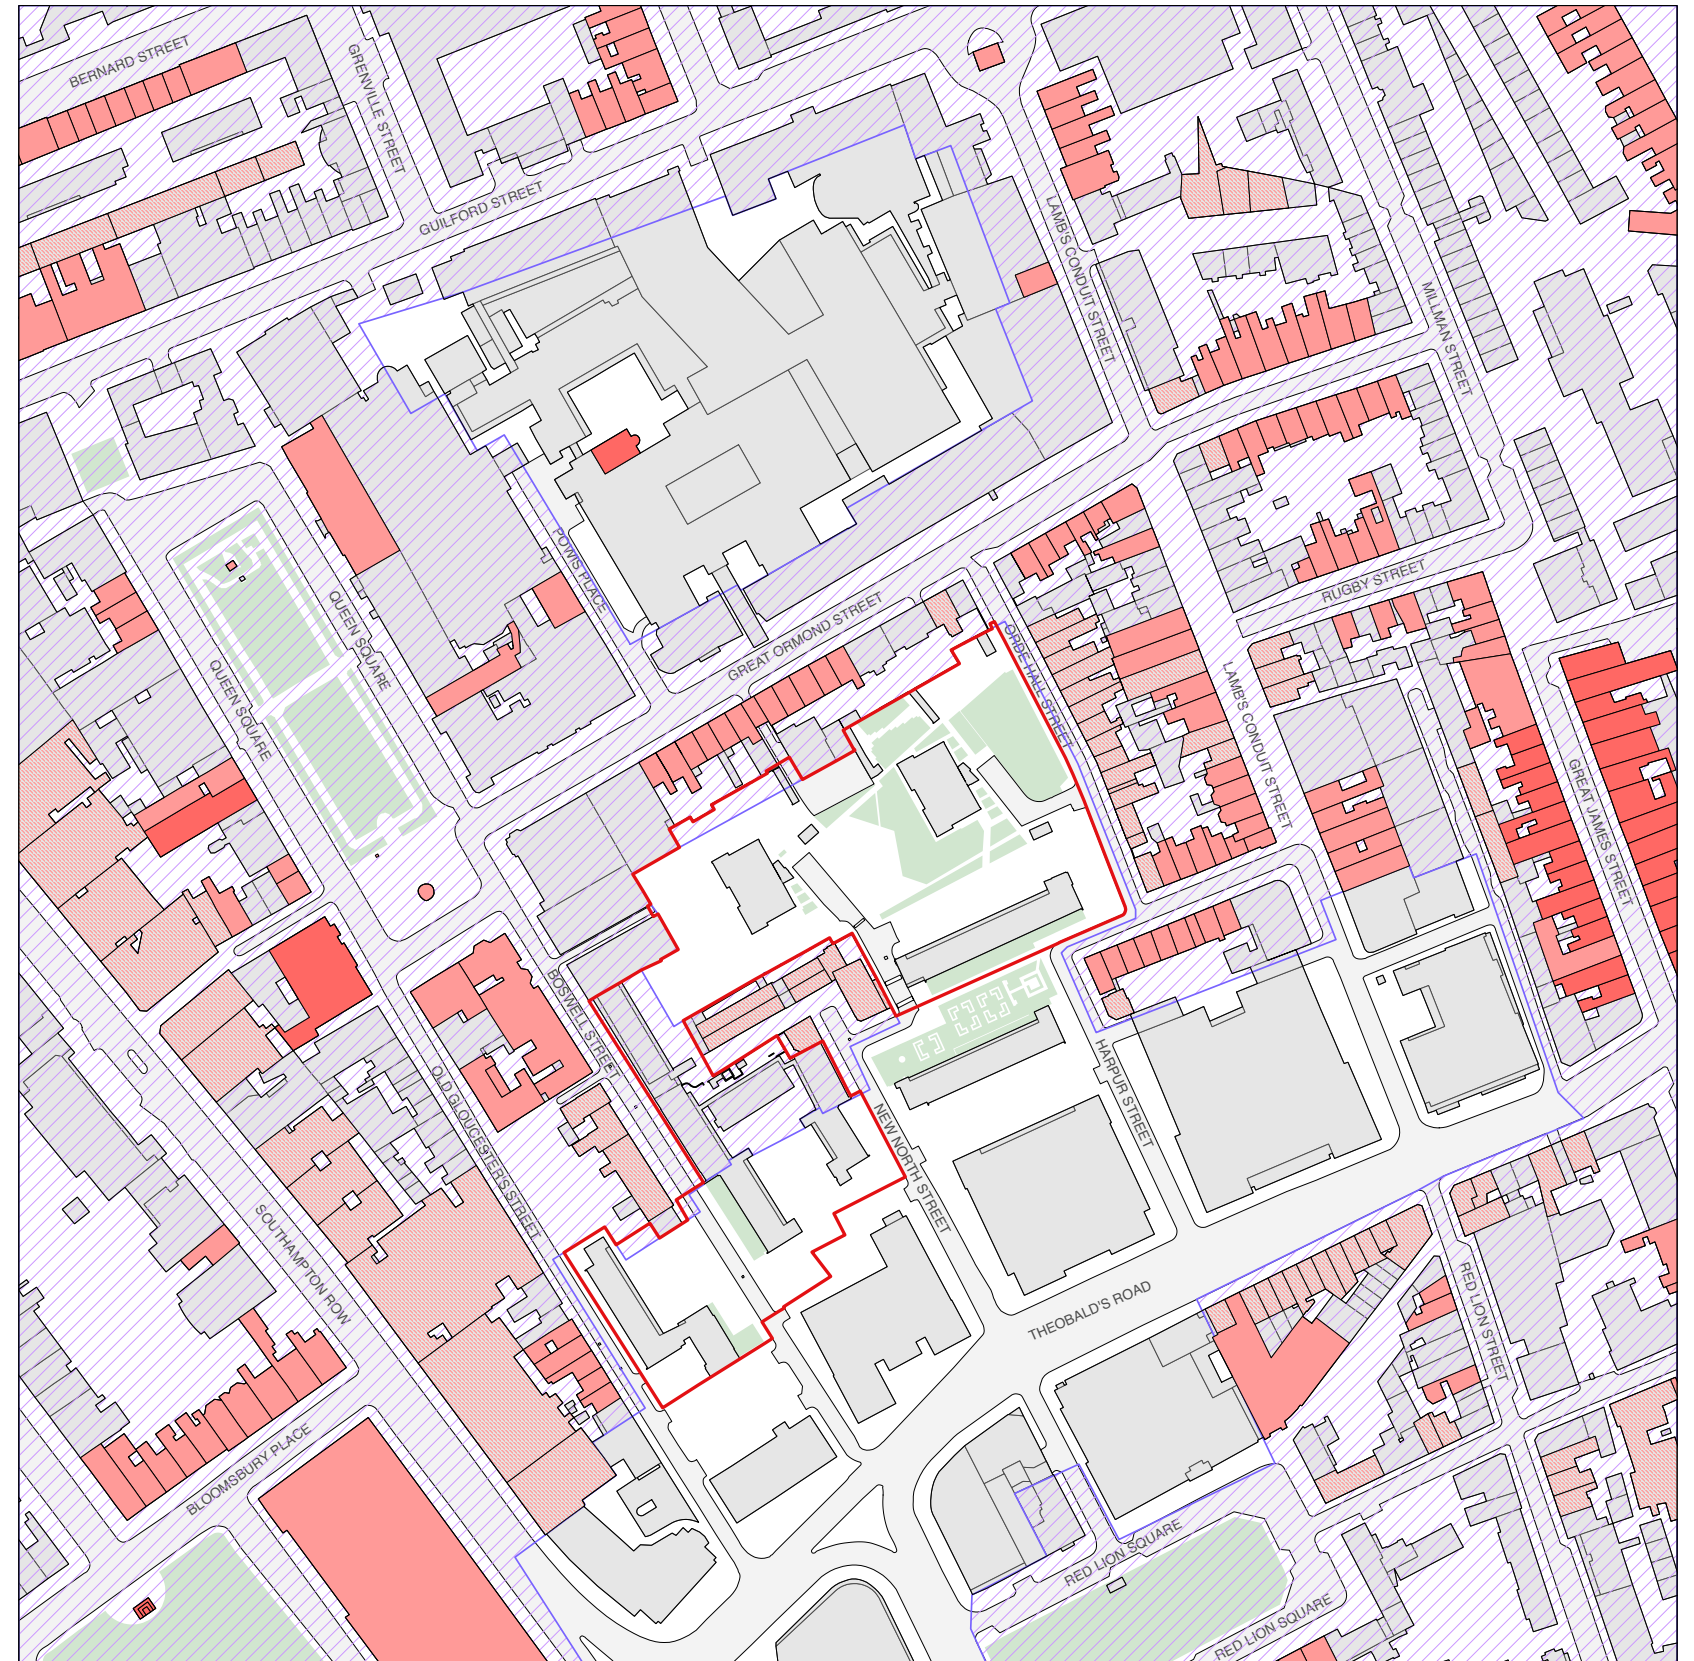 BERNARD STREET
GRENVILLE STREET
GUILFORD STREET
LAMB'S CONDUIT STREET
MILLMAN STREET
POWIS PLACE
QUEEN SQUARE
QUEEN SQUARE
GREAT ORMOND STREET
ORDE HALL STREET
RUGBY STREET
LAMB'S CONDUIT STREET
GREAT JAMES STREET
BOSWELL STREET
OLD GLOUCESTER'S STREET
NEW NORTH STREET
HARPUR STREET
SOUTHAMPTON ROW
THEOBALD'S ROAD
RED LION STREET
BLOOMSBURY PLACE
RED LION SQUARE
RED LION SQUARE